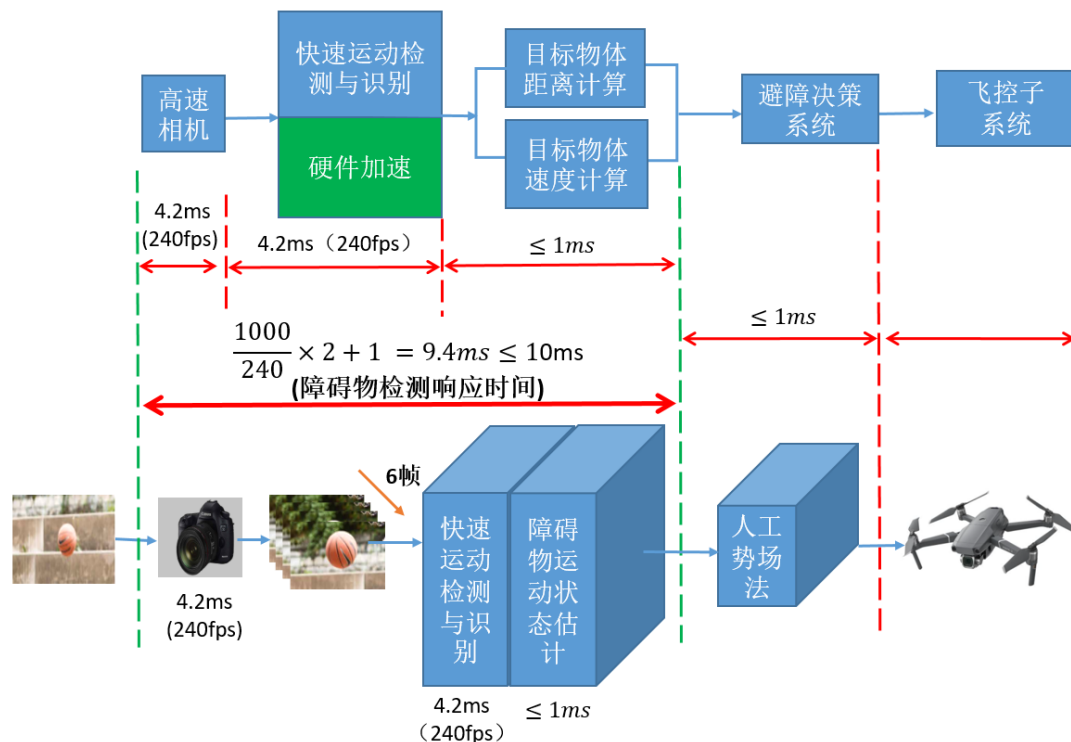 高速
相机
快速运动检
测与识别
硬件加速
目标物体
距离计算
目标物体
速度计算
避障决策
系统
飞控子
系统
4.2ms
(240fps)
4.2ms（240fps）
≤ 1ms
≤ 1ms
1000
240
× 2 + 1 = 9.4ms ≤ 10ms
(障碍物检测响应时间)
6帧
4.2ms
(240fps)
快速
运动
检测
与识
别
障碍
物运
动状
态估
计
人工
势场
法
4.2ms
（240fps）
≤ 1ms